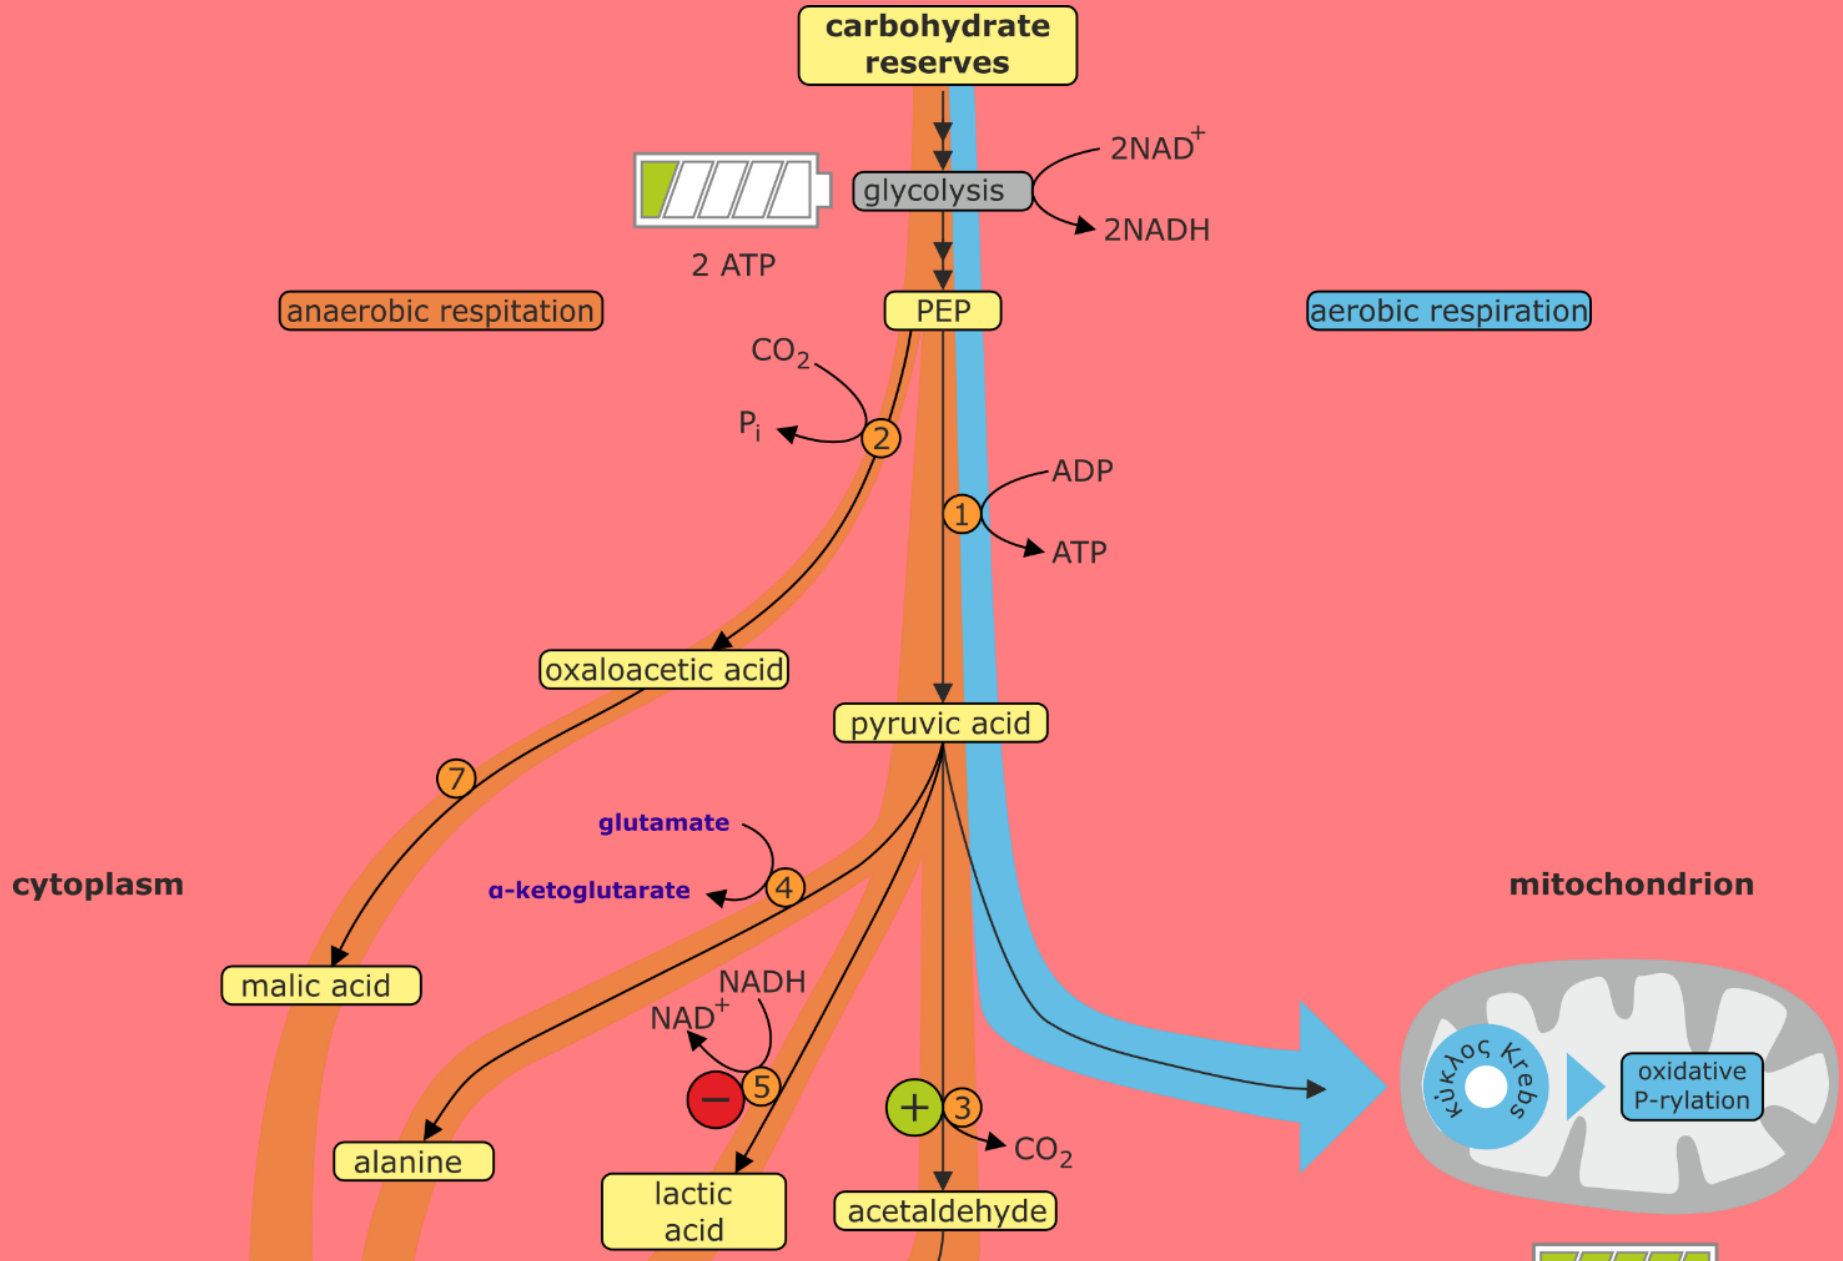 carbohydrate
reserves
2NAD+
glycolysis
2NADH
2 ATP
anaerobic respitation
PEP
aerobic respiration
CO2
Pi
2
ADP
1
ATP
oxaloacetic acid
pyruvic acid
7
glutamate
cytoplasm
α-ketoglutarate
4
mitochondrion
malic acid
NADH
NAD+
κύκλος Krebs
oxidative
P-rylation
−
5
+
3
CO2
alanine
lactic
acid
acetaldehyde